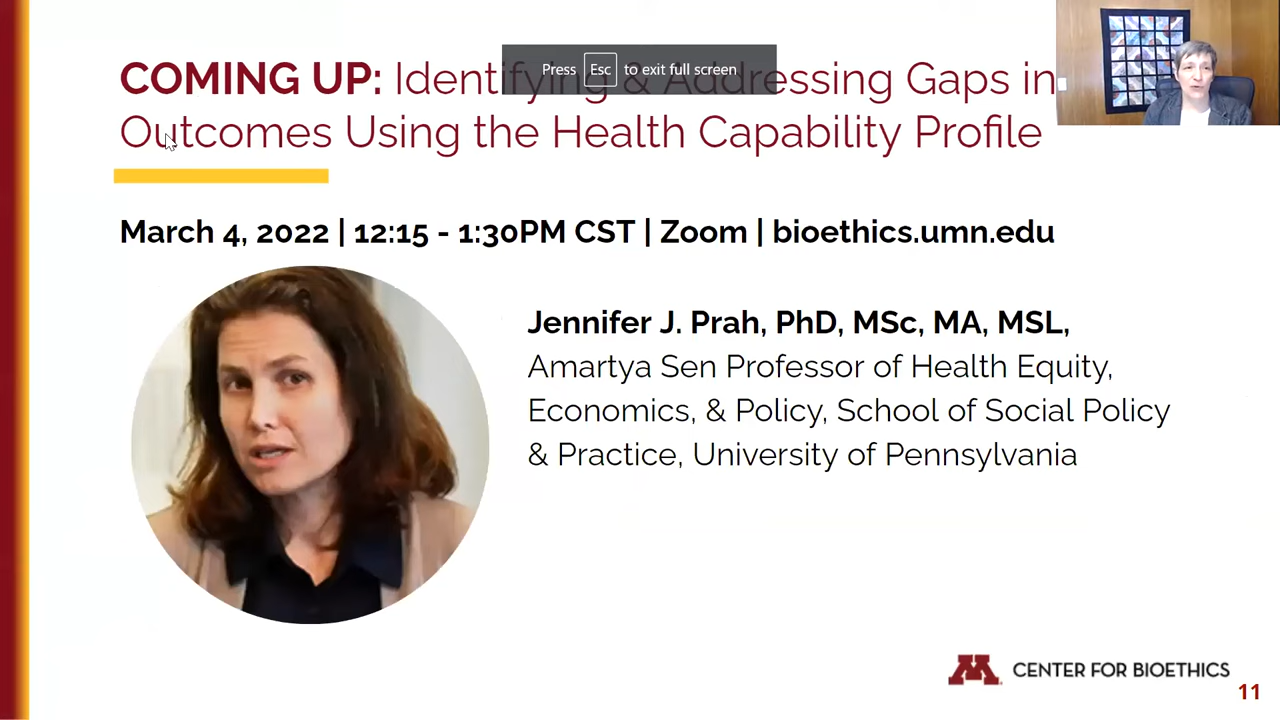 COMING UP: Identifying & Addressing Gaps in
Outcomes Using the Health Capability Profile
Press Esc to exit full screen
March 4, 2022 | 12:15 - 1:30PM CST | Zoom | bioethics.umn.edu
Jennifer J. Prah, PhD, MSc, MA, MSL,
Amartya Sen Professor of Health Equity,
Economics, & Policy, School of Social Policy
& Practice, University of Pennsylvania
M CENTER FOR BIOETHICS
11